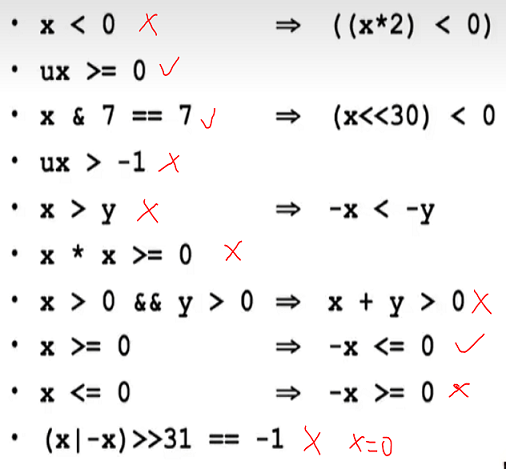 • x < 0 ✗ ⇒ ((x*2) < 0)
• ux >= 0 ✓
• x & 7 == 7 ✓ ⇒ (x<<30) < 0
• ux > -1 ✗
• x > y ✗ ⇒ -x < -y
• x * x >= 0 ✗
• x > 0 && y > 0 ⇒ x + y > 0 ✗
• x >= 0 ⇒ -x <= 0 ✓
• x <= 0 ⇒ -x >= 0 ✗
• (x|-x)>>31 == -1 ✗ x=0